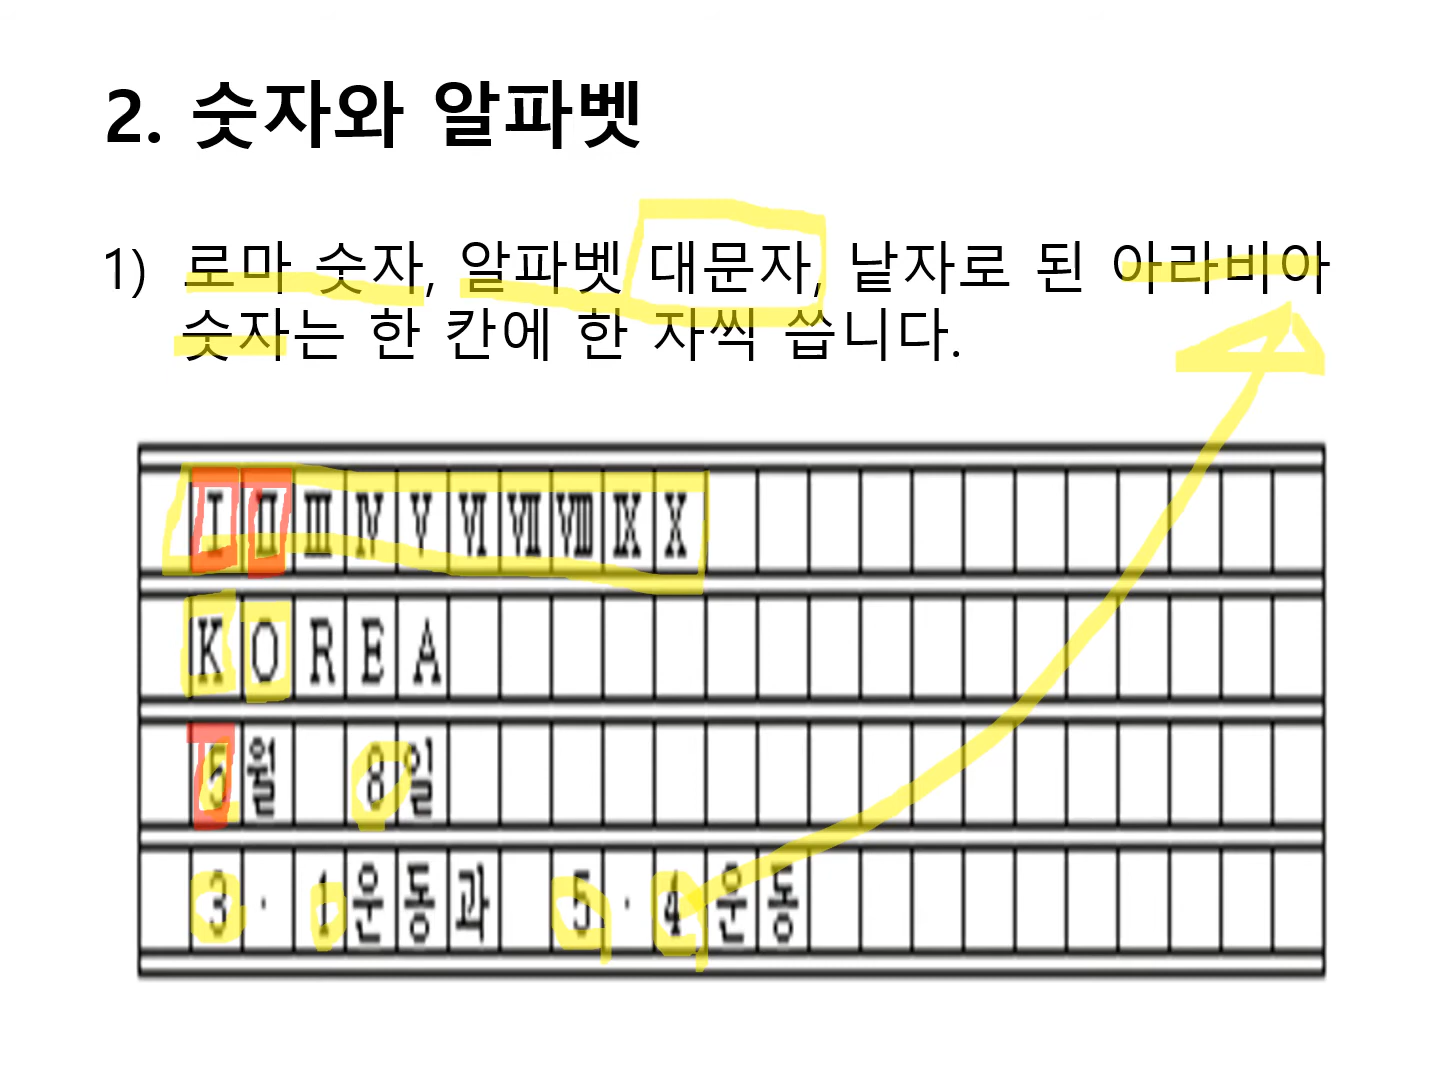 2. 숫자와 알파벳
1) 로마 숫자, 알파벳 대문자, 낱자로 된 아라비아
숫자는 한 칸에 한 자씩 씁니다.
Ⅰ Ⅱ Ⅲ Ⅳ Ⅴ Ⅵ Ⅶ Ⅷ Ⅸ Ⅹ
K O R E A
5월 8일
3·1운동과 5·4운동